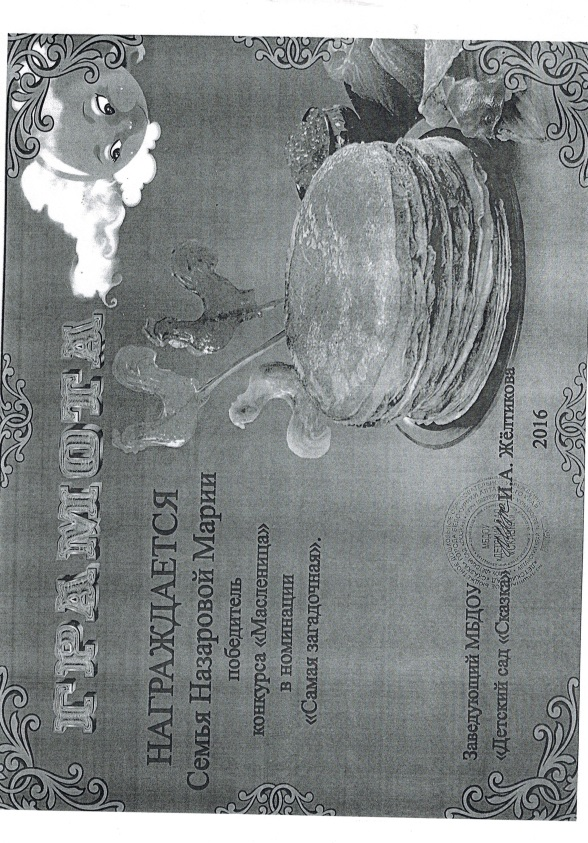 ГРАМОТА
НАГРАЖДАЕТСЯ
Семья Назаровой Марии
победитель
конкурса «Масленица»
в номинации
«Самая загадочная».
Заведующий МБДОУ
«Детский сад «Сказка» И.А. Жёлтикова
2016